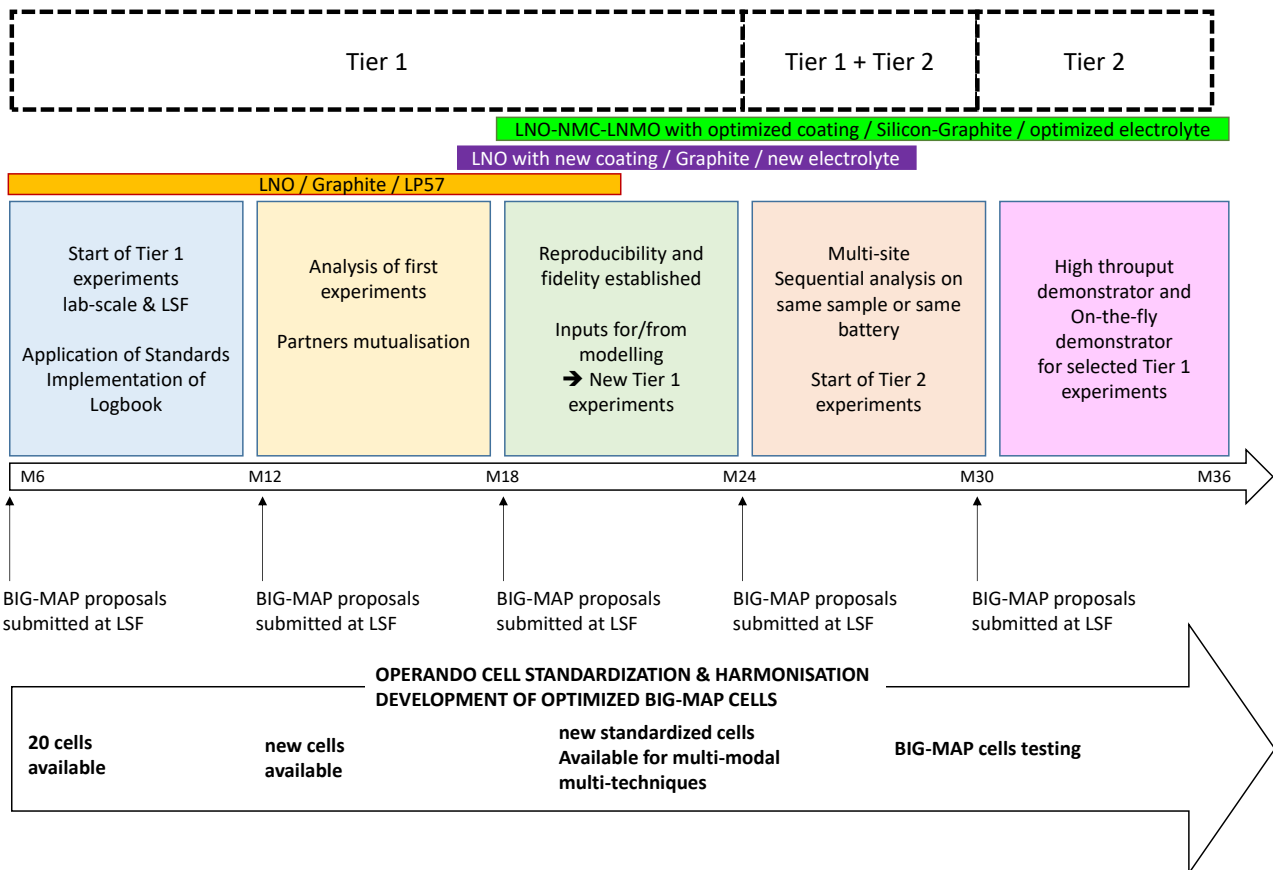 Tier 1
Tier 1 + Tier 2
Tier 2
LNO-NMC-LNMO with optimized coating / Silicon-Graphite / optimized electrolyte
LNO with new coating / Graphite / new electrolyte
LNO / Graphite / LP57
Start of Tier 1
experiments
lab-scale & LSF
Application of Standards
Implementation of
Logbook
Analysis of first
experiments
Partners mutualisation
Reproducibility and
fidelity established
Inputs for/from
modelling
➔ New Tier 1
experiments
Multi-site
Sequential analysis on
same sample or same
battery
Start of Tier 2
experiments
High throuput
demonstrator and
On-the-fly
demonstrator
for selected Tier 1
experiments
M6
M12
M18
M24
M30
M36
BIG-MAP proposals
submitted at LSF
BIG-MAP proposals
submitted at LSF
BIG-MAP proposals
submitted at LSF
BIG-MAP proposals
submitted at LSF
BIG-MAP proposals
submitted at LSF
OPERANDO CELL STANDARDIZATION & HARMONISATION
DEVELOPMENT OF OPTIMIZED BIG-MAP CELLS
20 cells
available
new cells
available
new standardized cells
Available for multi-modal
multi-techniques
BIG-MAP cells testing